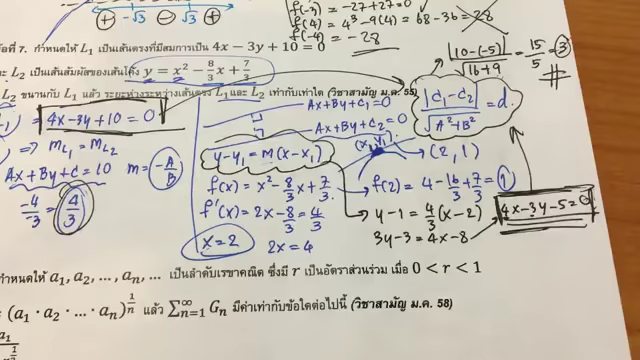 f(-3) = -27+27=0
f(4) = 4³-9(4) = 68-36=28
f(-4) = -28
+ -√3 - √3 +
ข้อที่ 7. กำหนดให้ L₁ เป็นเส้นตรงที่มีสมการเป็น 4x − 3y + 10 = 0
ละ L₂ เป็นเส้นสัมผัสของเส้นโค้ง y = x² − 8/3 x + 7/3
L₂ ขนานกับ L₁ แล้ว ระยะห่างระหว่างเส้นตรง L₁ และ L₂ เท่ากับเท่าใด (วิชาสามัญ ม.ค. 55)
|10-(-5)| / √(16+9) = 15/5 = 3 #
4x-3y+10=0
⇒ m_L₁ = m_L₂
Ax+By+C=10 m = -A/B
-4/-3 = 4/3
Ax+By+C₁=0
Ax+By+C₂=0
|C₁-C₂| / √(A²+B²) = d
y-y₁ = m(x-x₁)
(x₁,y₁)
(2,1)
f(x) = x²-8/3x+7/3
f(2) = 4-16/3+7/3 = 1
f'(x) = 2x-8/3 = 4/3
x=2
2x=4
y-1 = 4/3(x-2)
3y-3 = 4x-8
4x-3y-5=0
กำหนดให้ a₁, a₂, … , aₙ, … เป็นลำดับเรขาคณิต ซึ่งมี r เป็นอัตราส่วนร่วม เมื่อ 0 < r < 1
= (a₁ · a₂ · … · aₙ)^(1/n) แล้ว ∑_{n=1}^{∞} Gₙ มีค่าเท่ากับข้อใดต่อไปนี้ (วิชาสามัญ ม.ค. 58)
a₁